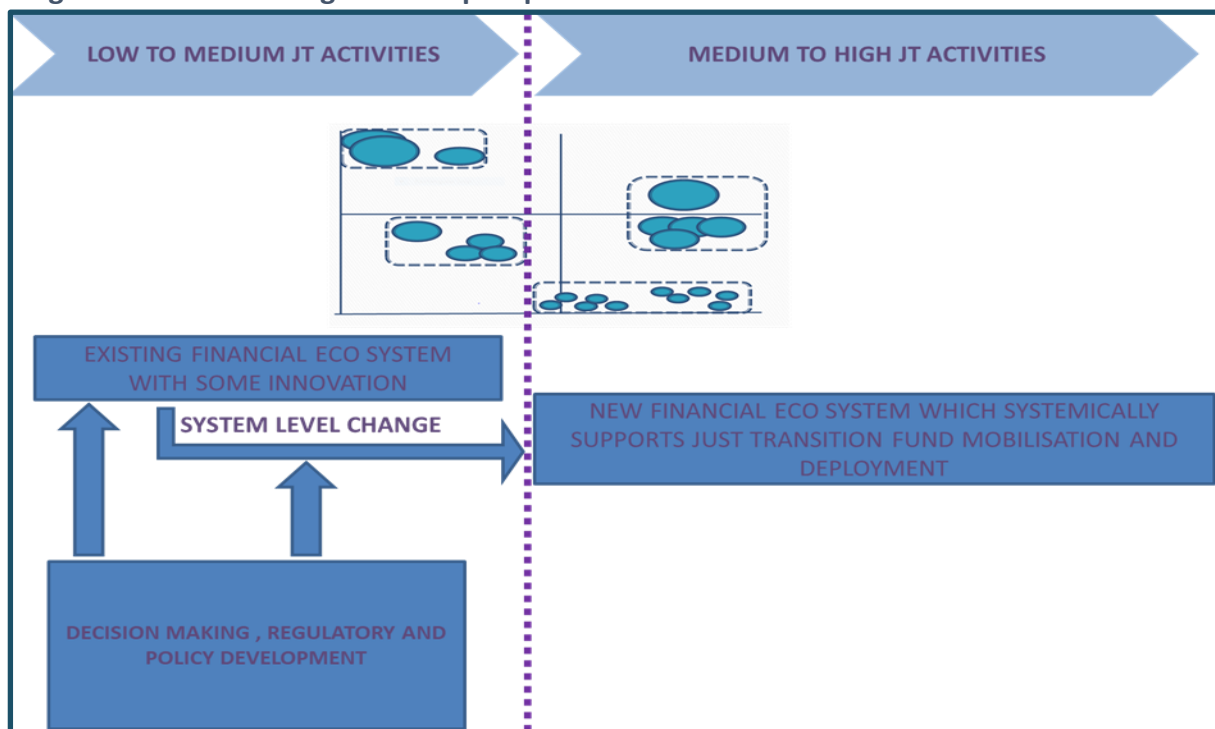 LOW TO MEDIUM JT ACTIVITIES
MEDIUM TO HIGH JT ACTIVITIES
EXISTING FINANCIAL ECO SYSTEM
WITH SOME INNOVATION
SYSTEM LEVEL CHANGE
NEW FINANCIAL ECO SYSTEM WHICH SYSTEMICALLY
SUPPORTS JUST TRANSITION FUND MOBILISATION AND
DEPLOYMENT
DECISION MAKING , REGULATORY AND
POLICY DEVELOPMENT